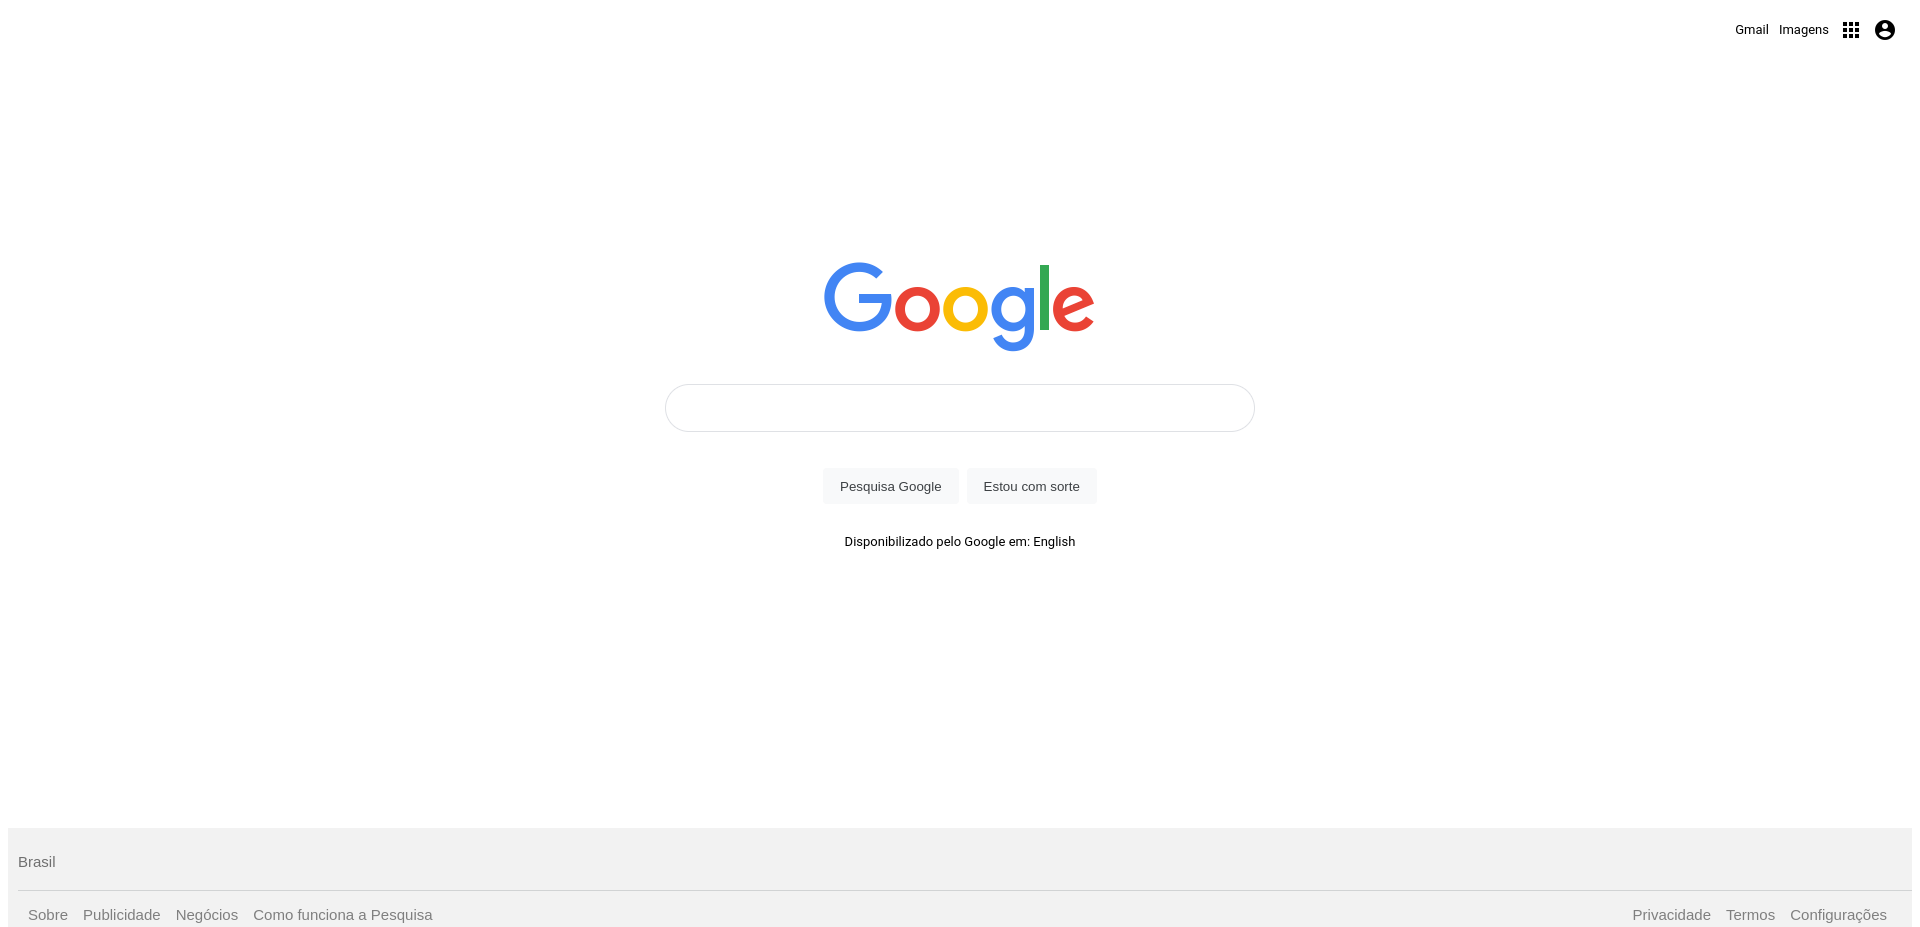 Gmail Imagens
Google
Pesquisa Google Estou com sorte
Disponibilizado pelo Google em: English
Brasil
Sobre Publicidade Negócios Como funciona a Pesquisa Privacidade Termos Configurações